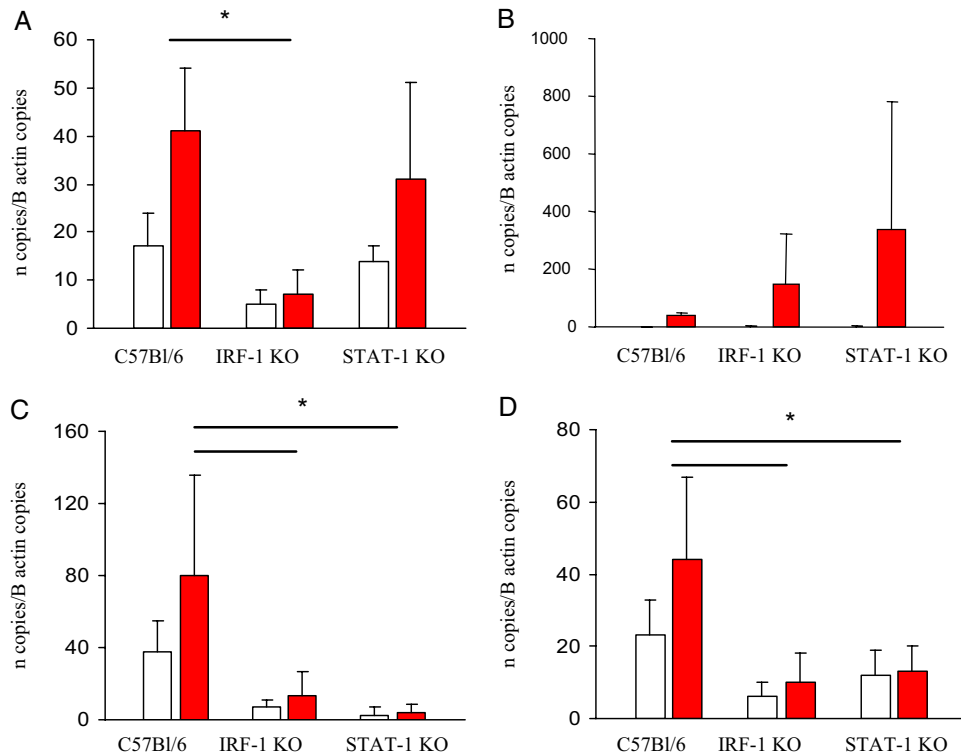 A
*
n copies/B actin copies
60
50
40
30
20
10
0
C57Bl/6 IRF-1 KO STAT-1 KO
B
n copies/B actin copies
1000
800
600
400
200
0
C57Bl/6 IRF-1 KO STAT-1 KO
C
*
n copies/B actin copies
160
120
80
40
0
C57Bl/6 IRF-1 KO STAT-1 KO
D
*
n copies/B actin copies
80
60
40
20
0
C57Bl/6 IRF-1 KO STAT-1 KO